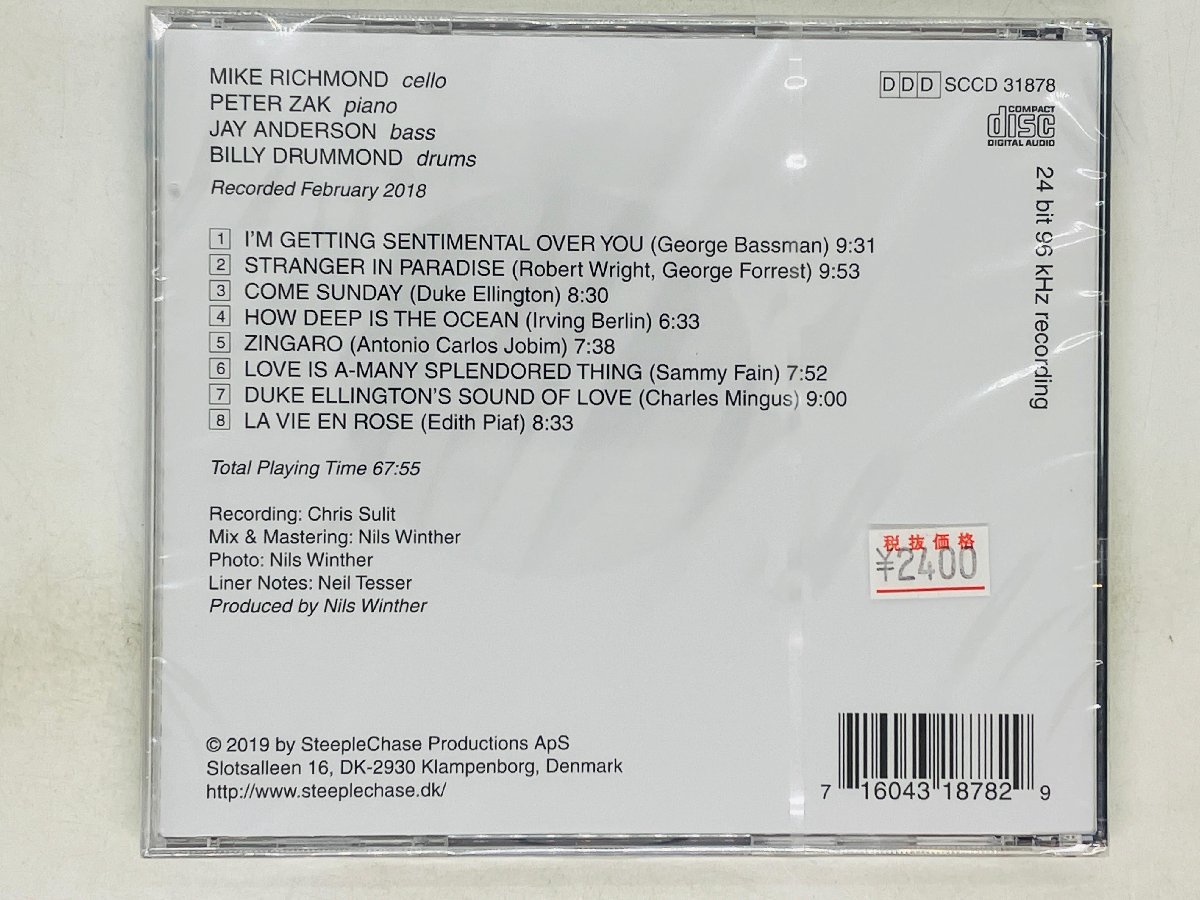 MIKE RICHMOND cello
PETER ZAK piano
JAY ANDERSON bass
BILLY DRUMMOND drums
Recorded February 2018
DDD SCCD 31878
COMPACT
disc
DIGITAL AUDIO
24 bit 96 kHz recording
1 I'M GETTING SENTIMENTAL OVER YOU (George Bassman) 9:31
2 STRANGER IN PARADISE (Robert Wright, George Forrest) 9:53
3 COME SUNDAY (Duke Ellington) 8:30
4 HOW DEEP IS THE OCEAN (Irving Berlin) 6:33
5 ZINGARO (Antonio Carlos Jobim) 7:38
6 LOVE IS A-MANY SPLENDORED THING (Sammy Fain) 7:52
7 DUKE ELLINGTON'S SOUND OF LOVE (Charles Mingus) 9:00
8 LA VIE EN ROSE (Edith Piaf) 8:33
Total Playing Time 67:55
Recording: Chris Sulit
Mix & Mastering: Nils Winther
Photo: Nils Winther
Liner Notes: Neil Tesser
Produced by Nils Winther
税抜価格
¥2400
© 2019 by SteepleChase Productions ApS
Slotsalleen 16, DK-2930 Klampenborg, Denmark
http://www.steeplechase.dk/
7 16043 18782 9